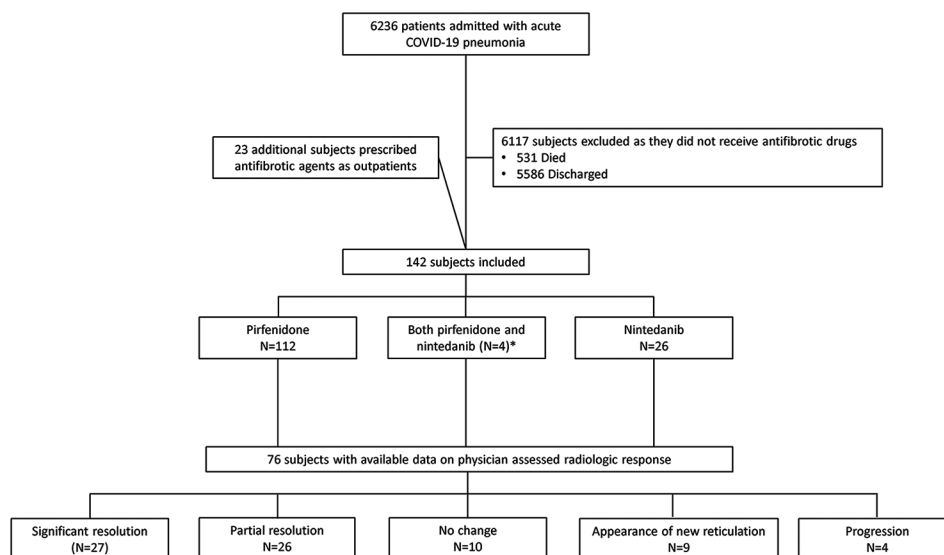 6236 patients admitted with acute
COVID-19 pneumonia
23 additional subjects prescribed
antifibrotic agents as outpatients
6117 subjects excluded as they did not receive antifibrotic drugs
• 531 Died
• 5586 Discharged
142 subjects included
Pirfenidone
N=112
Both pirfenidone and
nintedanib (N=4)*
Nintedanib
N=26
76 subjects with available data on physician assessed radiologic response
Significant resolution
(N=27)
Partial resolution
N=26
No change
N=10
Appearance of new reticulation
N=9
Progression
N=4